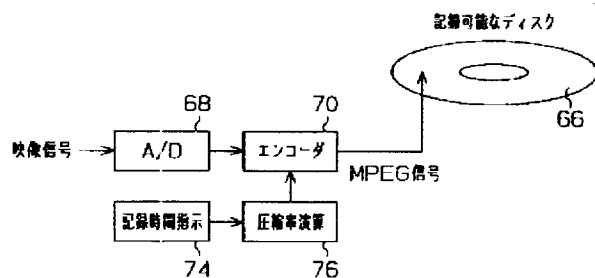 記録可能なディスク
66
68
70
映像信号
A/D
エンコーダ
MPEG信号
記録時間指示
圧縮率演算
74
76